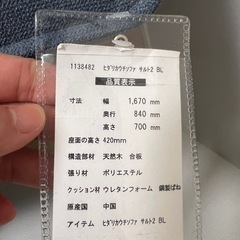 1138482 ﾋﾀﾞﾘｶｳﾁｿﾌｧ ｻﾙﾄ2 BL
品質表示
寸法 幅 1,670 mm
奥行 840 mm
高さ 700 mm
座面の高さ 420mm
構造部材 天然木 合板
張り材 ポリエステル
クッション材 ウレタンフォーム 鋼製ばね
原産国 中国
アイテム ﾋﾀﾞﾘｶｳﾁｿﾌｧ ｻﾙﾄ2 BL